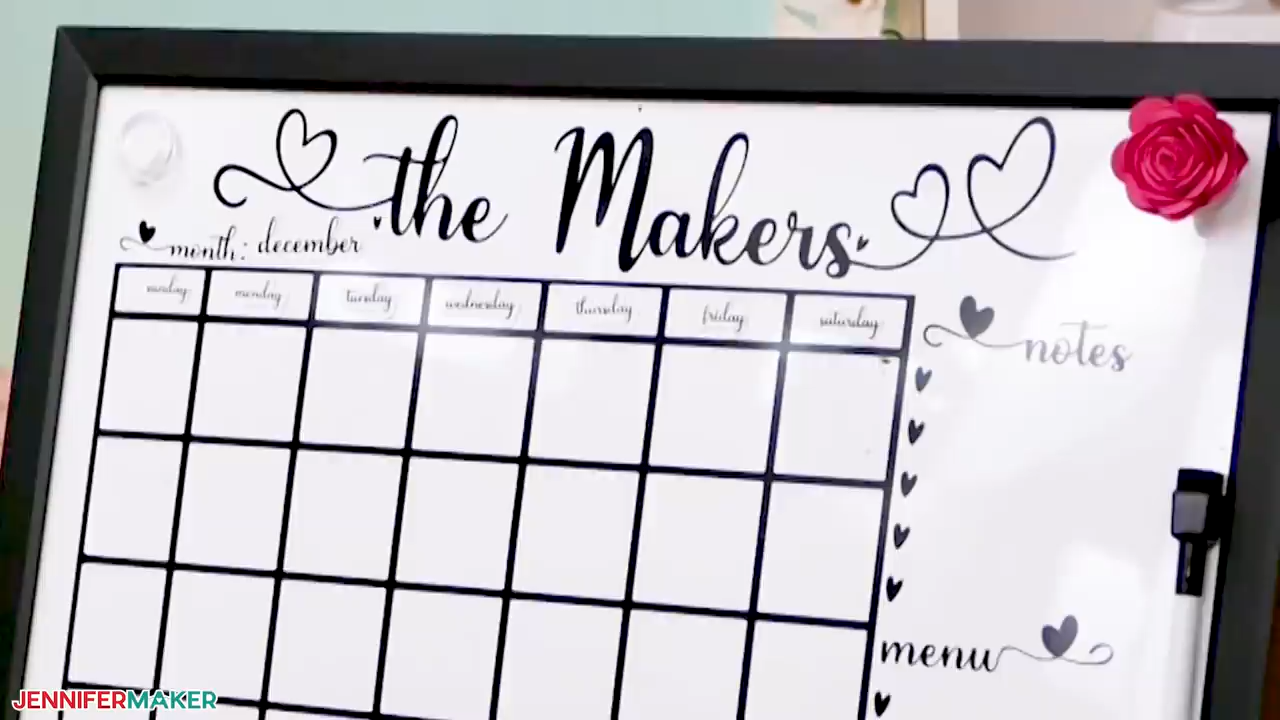 the Makers
month: december
sunday monday tuesday wednesday thursday friday saturday
notes
menu
JENNIFERMAKER